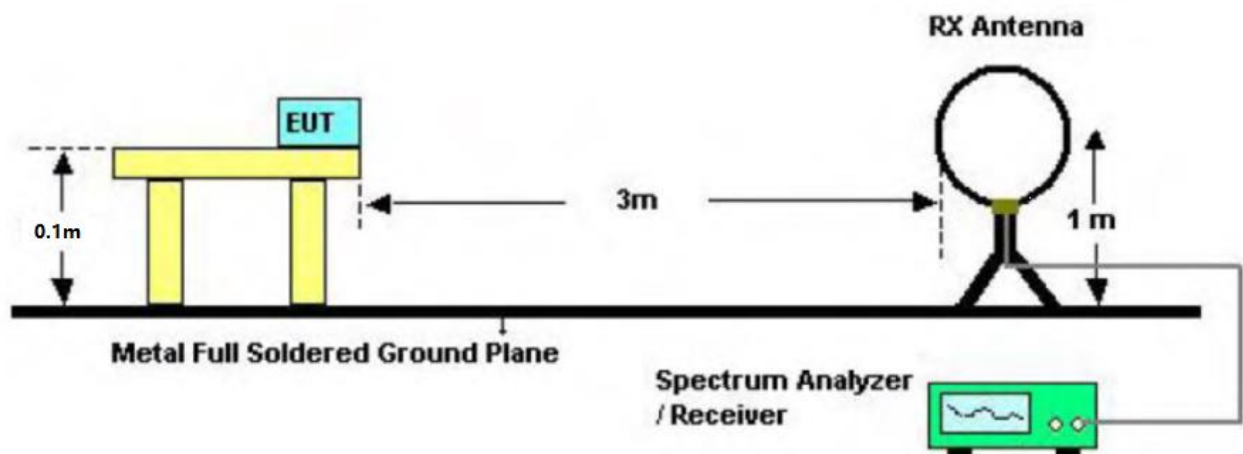 RX Antenna
EUT
3m
0.1m
1 m
Metal Full Soldered Ground Plane
Spectrum Analyzer
/ Receiver